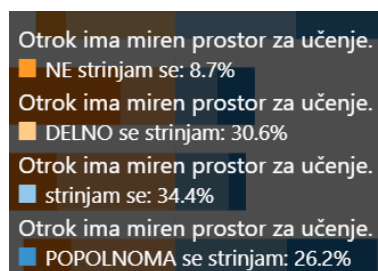 Otrok ima miren prostor za učenje.
NE strinjam se: 8.7%
Otrok ima miren prostor za učenje.
DELNO se strinjam: 30.6%
Otrok ima miren prostor za učenje.
strinjam se: 34.4%
Otrok ima miren prostor za učenje.
POPOLNOMA se strinjam: 26.2%